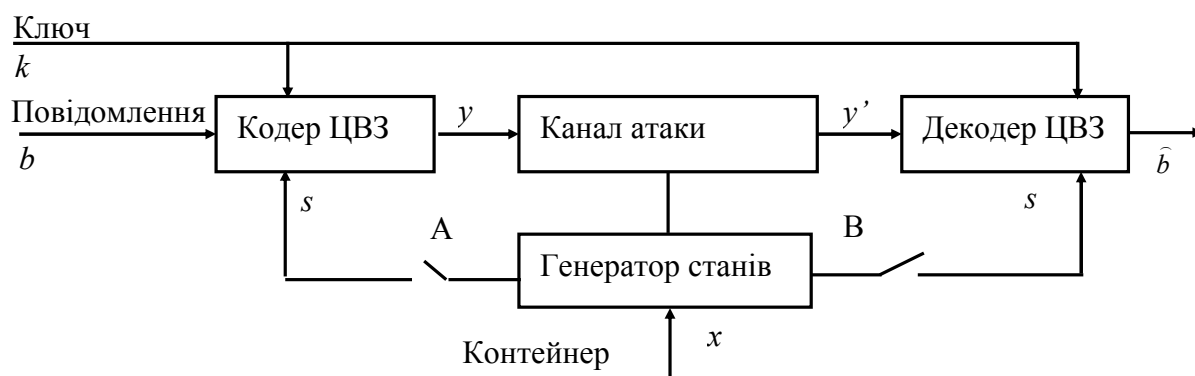 Ключ
k
Повідомлення
b
Кодер ЦВЗ
y
Канал атаки
y’
Декодер ЦВЗ
b̂
s
A
Генератор станів
B
s
Контейнер
x